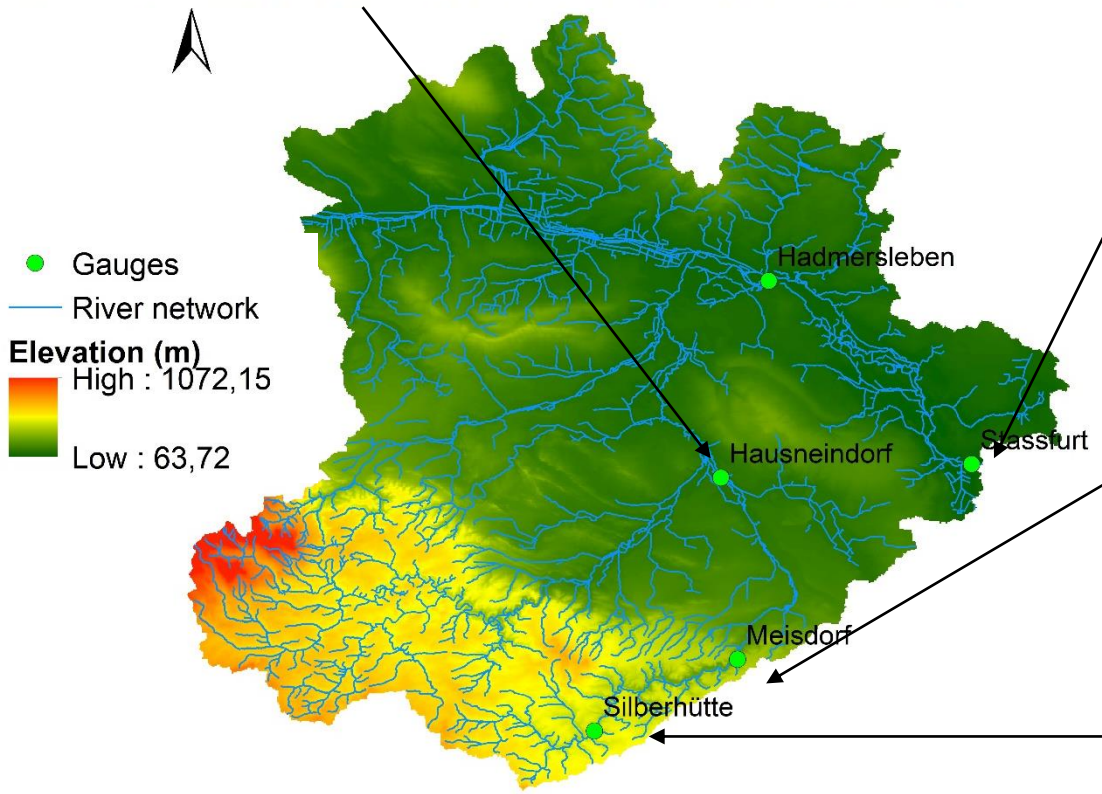 Hadmersleben
Gauges
River network
Elevation (m)
High : 1072,15
Low : 63,72
Stassfurt
Hausneindorf
Meisdorf
Silberhütte